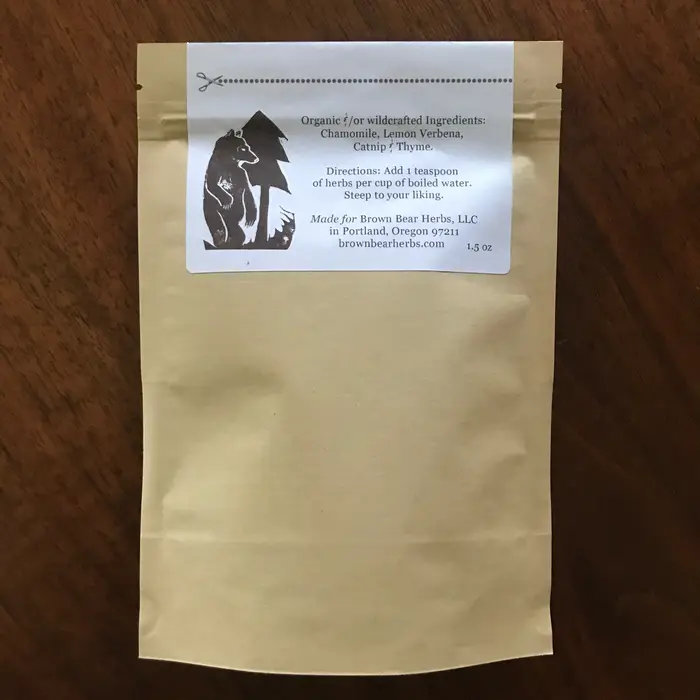 Organic &/or wildcrafted Ingredients:
Chamomile, Lemon Verbena,
Catnip & Thyme.
Directions: Add 1 teaspoon
of herbs per cup of boiled water.
Steep to your liking.
Made for Brown Bear Herbs, LLC
in Portland, Oregon 97211
brownbearherbs.com 1.5 oz